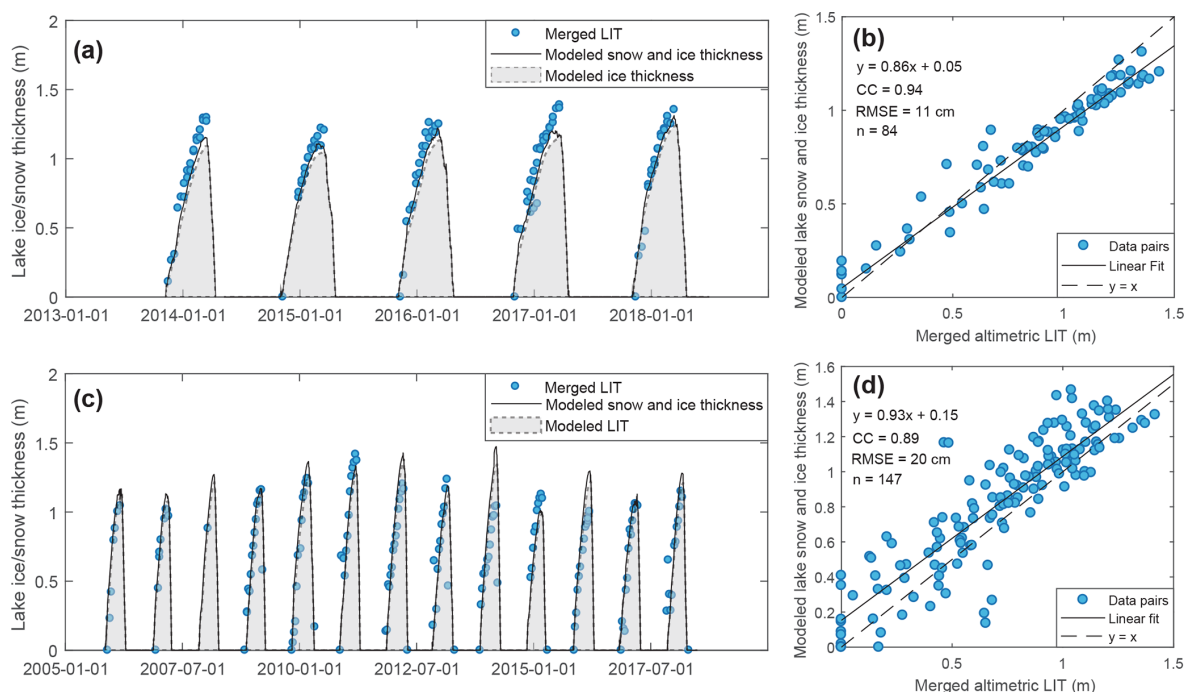 (a)
Lake ice/snow thickness (m)
2
1.5
1
0.5
0
Merged LIT
Modeled snow and ice thickness
Modeled ice thickness
2013-01-01
2014-01-01
2015-01-01
2016-01-01
2017-01-01
2018-01-01
(b)
Modeled lake snow and ice thickness (m)
1.5
1
0.5
0
y = 0.86x + 0.05
CC = 0.94
RMSE = 11 cm
n = 84
Data pairs
Linear Fit
y = x
0
0.5
1
1.5
Merged altimetric LIT (m)
(c)
Lake ice/snow thickness (m)
2
1.5
1
0.5
0
Merged LIT
Modeled snow and ice thickness
Modeled LIT
2005-01-01
2007-07-01
2010-01-01
2012-07-01
2015-01-01
2017-07-01
(d)
Modeled lake snow and ice thickness (m)
1.6
1.4
1.2
1
0.8
0.6
0.4
0.2
0
y = 0.93x + 0.15
CC = 0.89
RMSE = 20 cm
n = 147
Data pairs
Linear fit
y = x
0.5
1
1.5
Merged altimetric LIT (m)